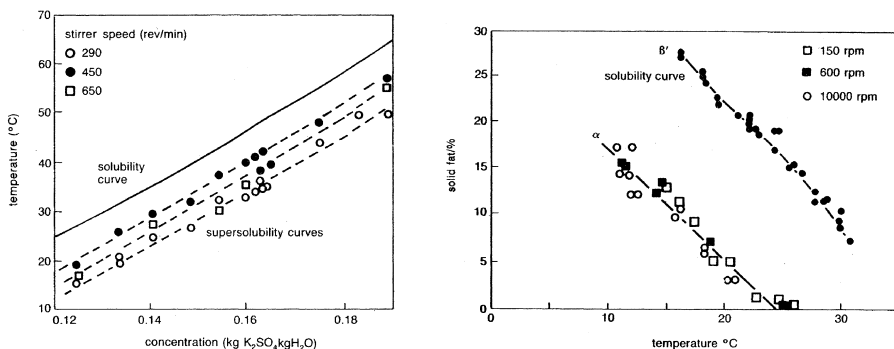 70
60
50
40
30
20
10
temperature (°C)
stirrer speed (rev/min)
290
450
650
solubility
curve
supersolubility curves
0.12
0.14
0.16
0.18
concentration (kg K₂SO₄kgH₂O)
30
25
20
15
10
5
0
solid fat/%
β'
solubility curve
α
150 rpm
600 rpm
10000 rpm
0
10
20
30
temperature °C